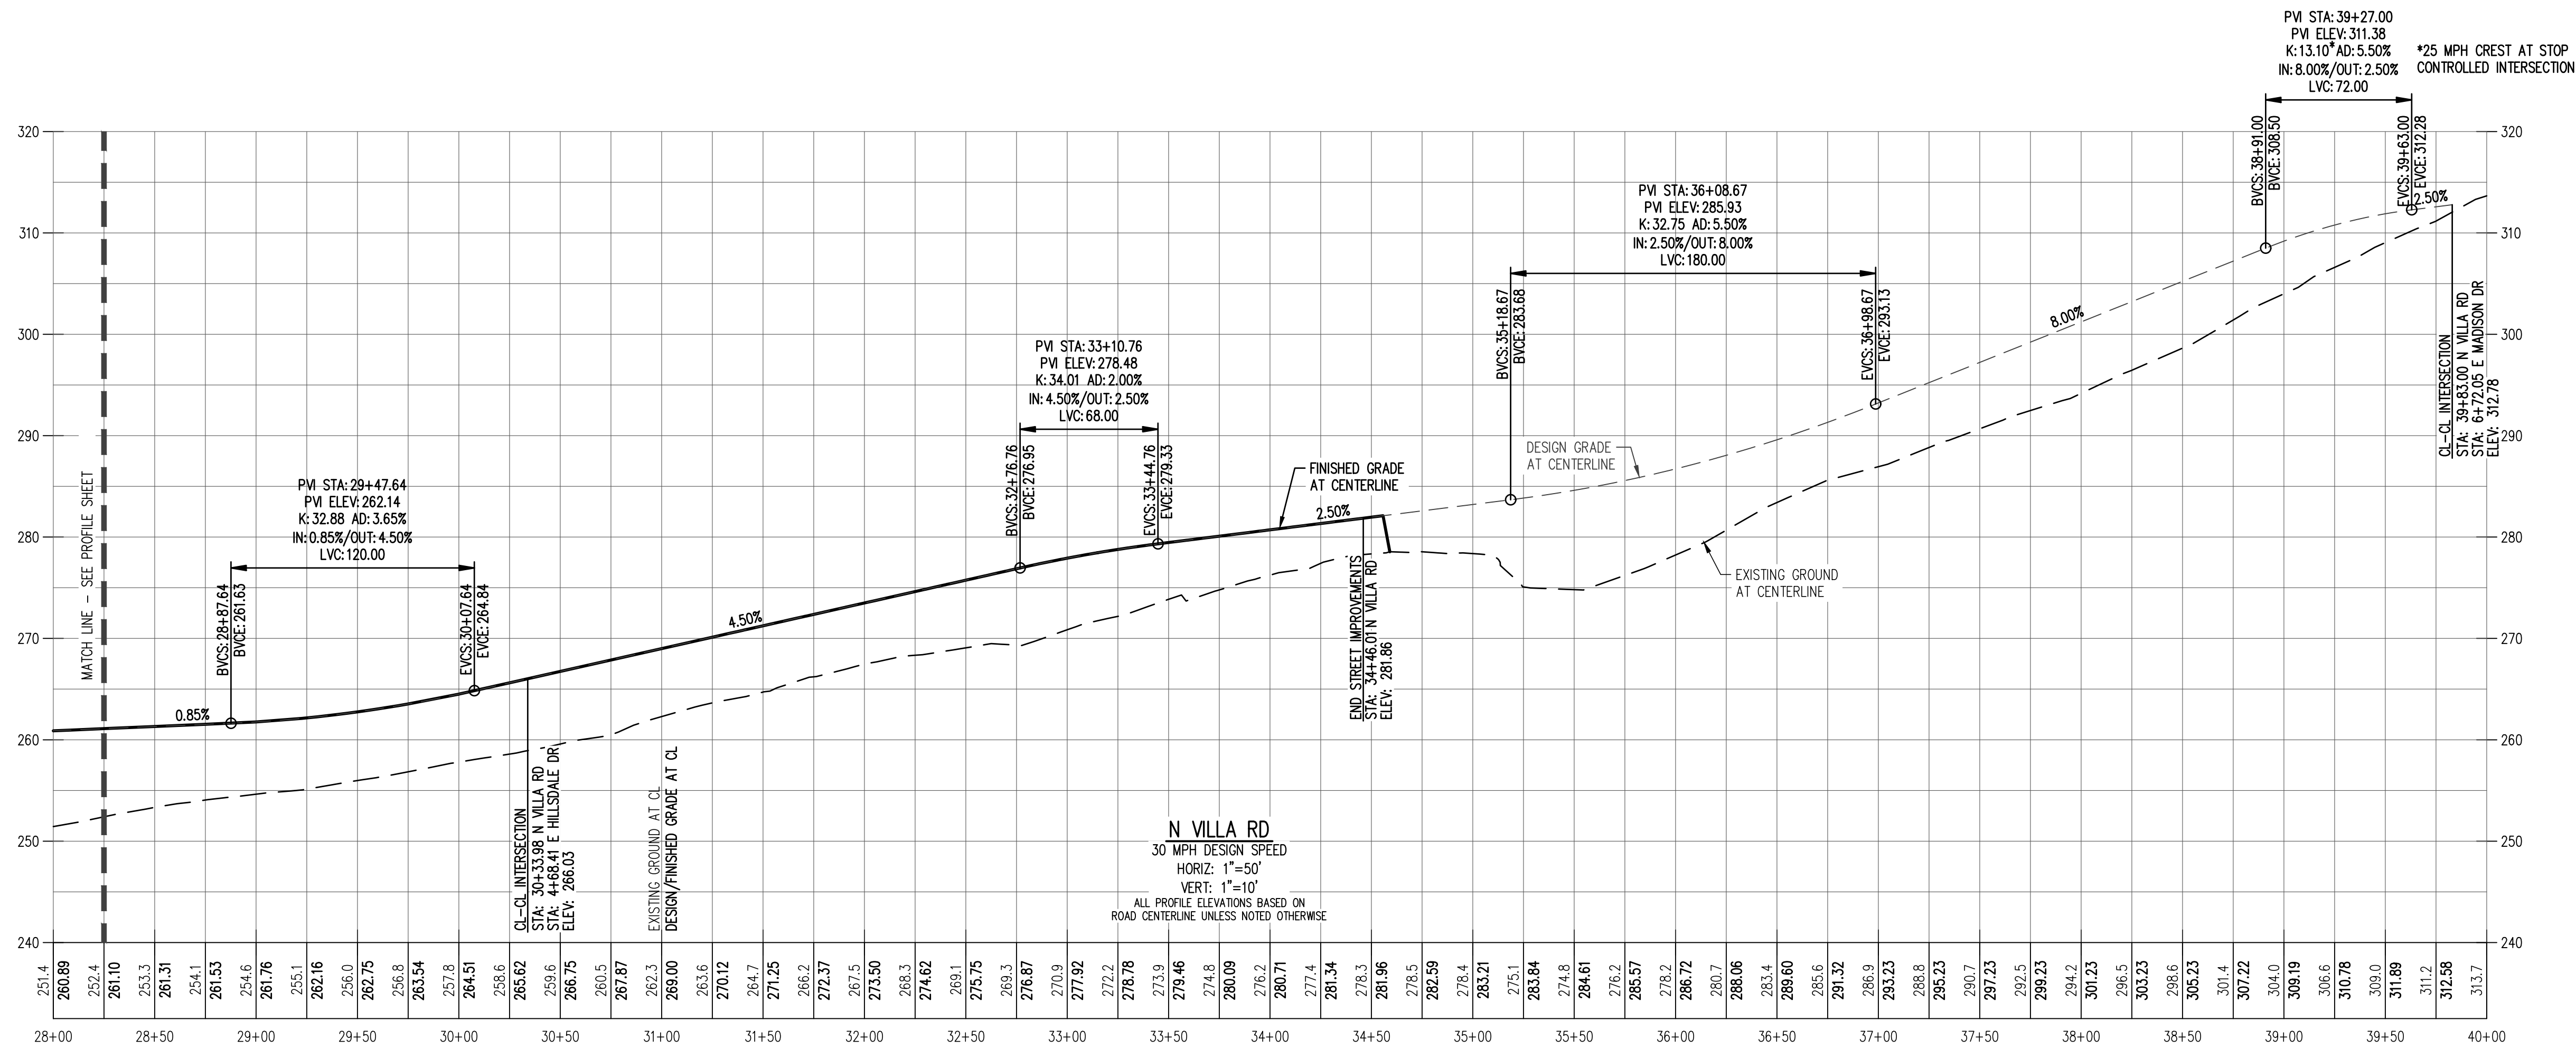 PVI STA: 39+27.00
PVI ELEV: 311.38
K: 13.10* AD: 5.50%
IN: 8.00%/OUT: 2.50%
LVC: 72.00
*25 MPH CREST AT STOP
CONTROLLED INTERSECTION
BVCS: 38+91.00
BVCE: 308.50
EVCS: 39+63.00
EVCE: 312.28
2.50%
PVI STA: 36+08.67
PVI ELEV: 285.93
K: 32.75 AD: 5.50%
IN: 2.50%/OUT: 8.00%
LVC: 180.00
BVCS: 35+18.67
BVCE: 283.68
EVCS: 36+98.67
EVCE: 293.13
8.00%
CL-CL INTERSECTION
STA: 39+83.00 N VILLA RD
STA: 6+72.05 E MADISON DR
ELEV: 312.78
PVI STA: 33+10.76
PVI ELEV: 278.48
K: 34.01 AD: 2.00%
IN: 4.50%/OUT: 2.50%
LVC: 68.00
BVCS: 32+76.76
BVCE: 276.95
EVCS: 33+44.76
EVCE: 279.33
FINISHED GRADE
AT CENTERLINE
DESIGN GRADE
AT CENTERLINE
2.50%
EXISTING GROUND
AT CENTERLINE
END STREET IMPROVEMENTS
STA: 34+46.01 N VILLA RD
ELEV: 281.86
MATCH LINE - SEE PROFILE SHEET
PVI STA: 29+47.64
PVI ELEV: 262.14
K: 32.88 AD: 3.65%
IN: 0.85%/OUT: 4.50%
LVC: 120.00
BVCS: 28+87.64
BVCE: 261.63
EVCS: 30+07.64
EVCE: 264.84
0.85%
4.50%
CL-CL INTERSECTION
STA: 30+33.98 N VILLA RD
STA: 4+68.41 E HILLSDALE DR
ELEV: 266.03
EXISTING GROUND AT CL
DESIGN/FINISHED GRADE AT CL
N VILLA RD
30 MPH DESIGN SPEED
HORIZ: 1"=50'
VERT: 1"=10'
ALL PROFILE ELEVATIONS BASED ON
ROAD CENTERLINE UNLESS NOTED OTHERWISE
320 320
310 310
300 300
290 290
280 280
270 270
260 260
250 250
240 240
251.4 252.4 253.3 254.1 254.6 255.1 256.0 256.8 257.8 258.6 259.6 260.5 262.3 263.6 264.7 266.2 267.5 268.3 269.1 269.3 270.9 272.2 273.9 274.8 276.2 277.4 278.3 278.5 278.4 275.1 274.8 276.2 278.2 280.7 283.4 285.6 286.9 288.8 290.7 292.5 294.2 296.5 298.6 301.4 304.0 306.6 309.0 311.2 313.7
260.89 261.10 261.31 261.53 261.76 262.16 262.75 263.54 264.51 265.62 266.75 267.87 269.00 270.12 271.25 272.37 273.50 274.62 275.75 276.87 277.92 278.78 279.46 280.09 280.71 281.34 281.96 282.59 283.21 283.84 284.61 285.57 286.72 288.06 289.60 291.32 293.23 295.23 297.23 299.23 301.23 303.23 305.23 307.22 309.19 310.78 311.89 312.58
28+00 28+50 29+00 29+50 30+00 30+50 31+00 31+50 32+00 32+50 33+00 33+50 34+00 34+50 35+00 35+50 36+00 36+50 37+00 37+50 38+00 38+50 39+00 39+50 40+00